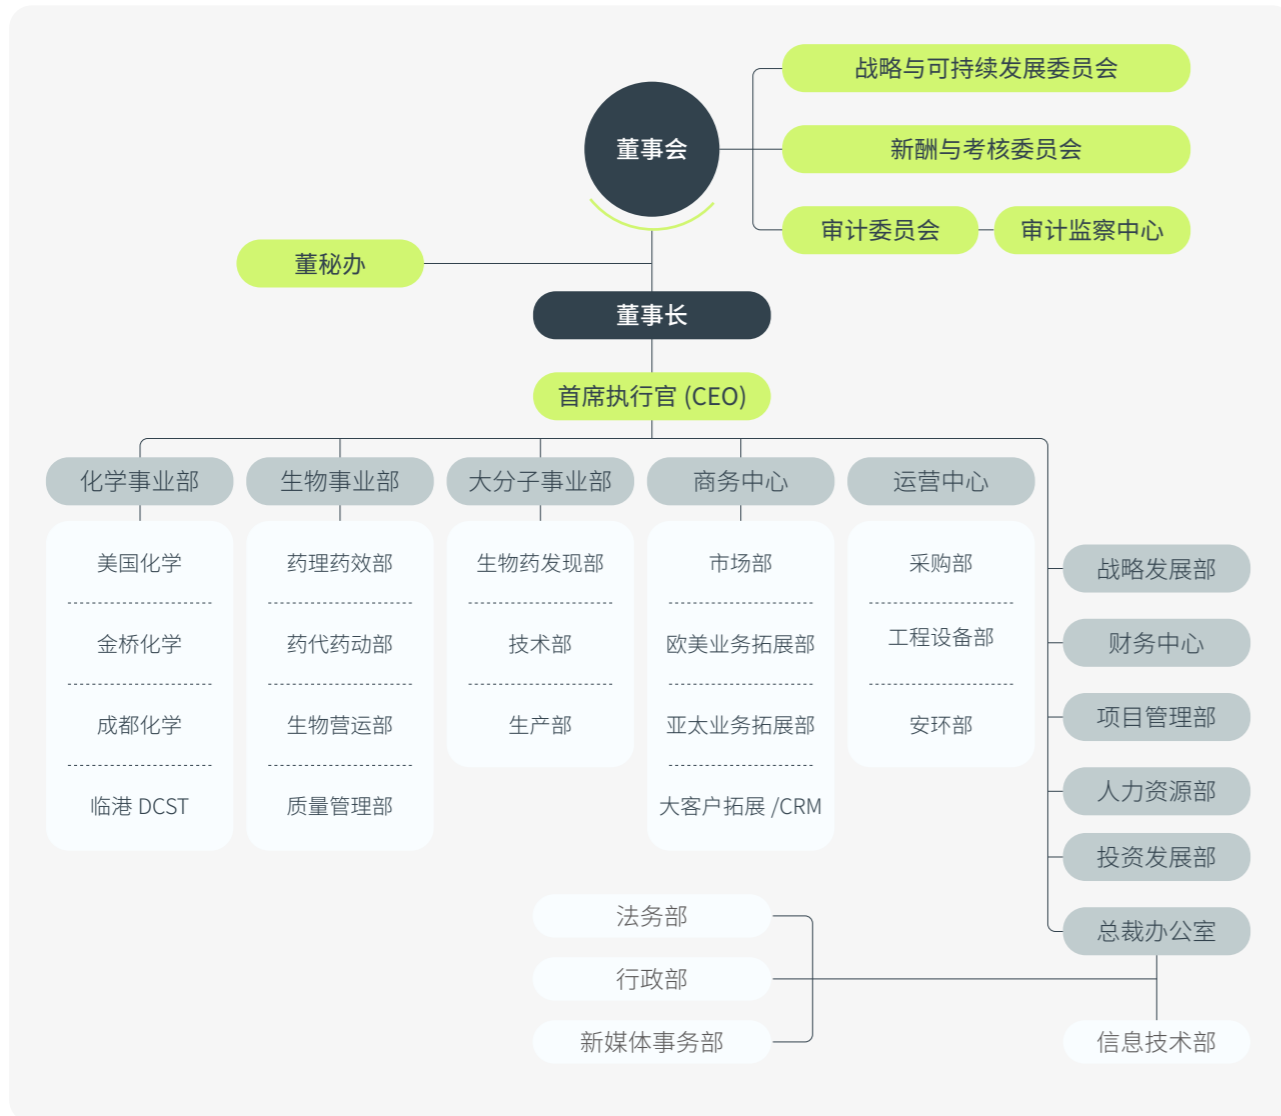 战略与可持续发展委员会
董事会
新酬与考核委员会
审计委员会
审计监察中心
董秘办
董事长
首席执行官 (CEO)
化学事业部
生物事业部
大分子事业部
商务中心
运营中心
美国化学
金桥化学
成都化学
临港 DCST
药理药效部
药代药动部
生物营运部
质量管理部
生物药发现部
技术部
生产部
市场部
欧美业务拓展部
亚太业务拓展部
大客户拓展 /CRM
采购部
工程设备部
安环部
战略发展部
财务中心
项目管理部
人力资源部
投资发展部
总裁办公室
法务部
行政部
新媒体事务部
信息技术部